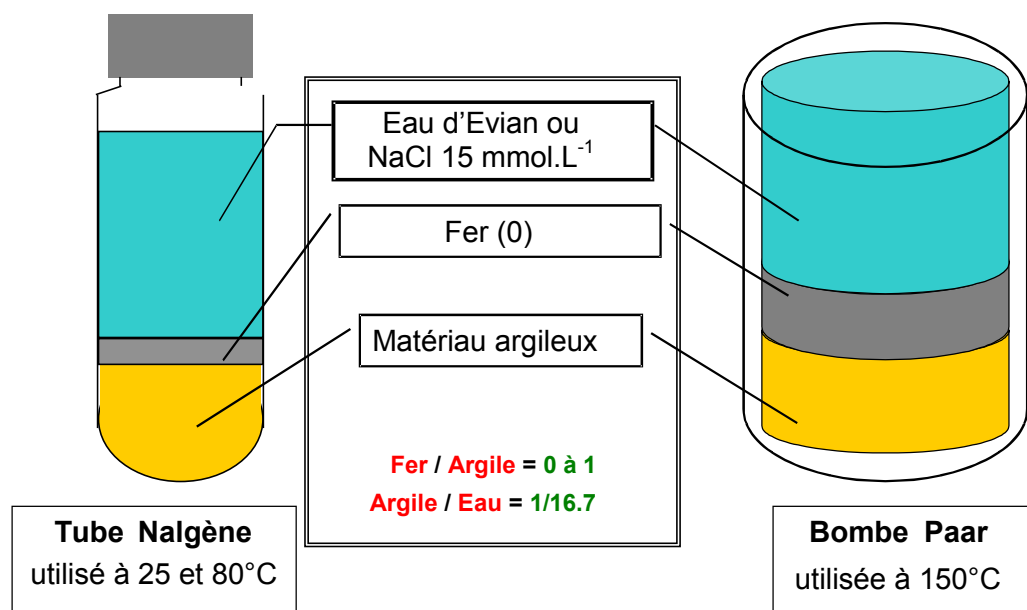 Eau d'Evian ou
NaCl 15 mmol.L⁻¹
Fer (0)
Matériau argileux
Fer / Argile = 0 à 1
Argile / Eau = 1/16.7
Tube Nalgène
utilisé à 25 et 80°C
Bombe Paar
utilisée à 150°C